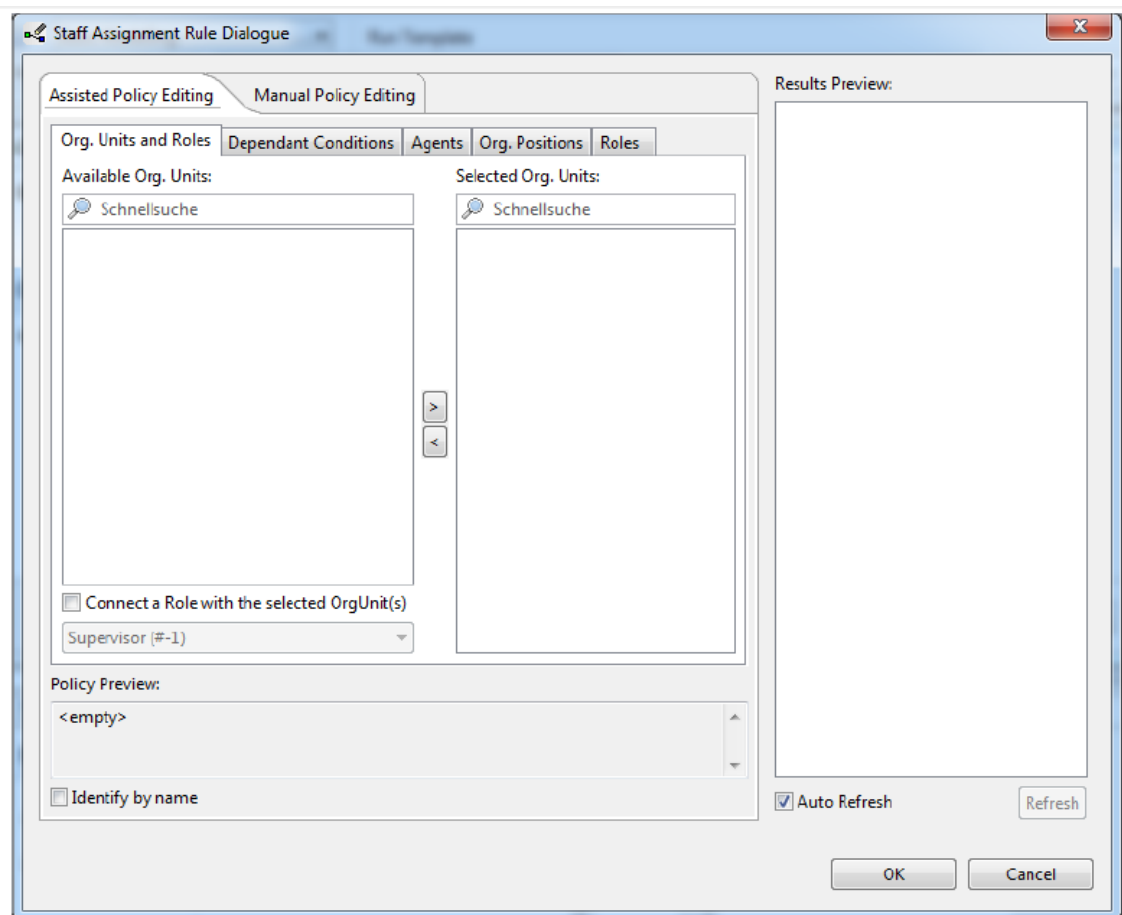 Staff Assignment Rule Dialogue
Run Template
Assisted Policy Editing
Manual Policy Editing
Results Preview:
Org. Units and Roles
Dependant Conditions
Agents
Org. Positions
Roles
Available Org. Units:
Selected Org. Units:
Schnellsuche
Schnellsuche
>
<
Connect a Role with the selected OrgUnit(s)
Supervisor (#-1)
Policy Preview:
<empty>
Identify by name
Auto Refresh
Refresh
OK
Cancel